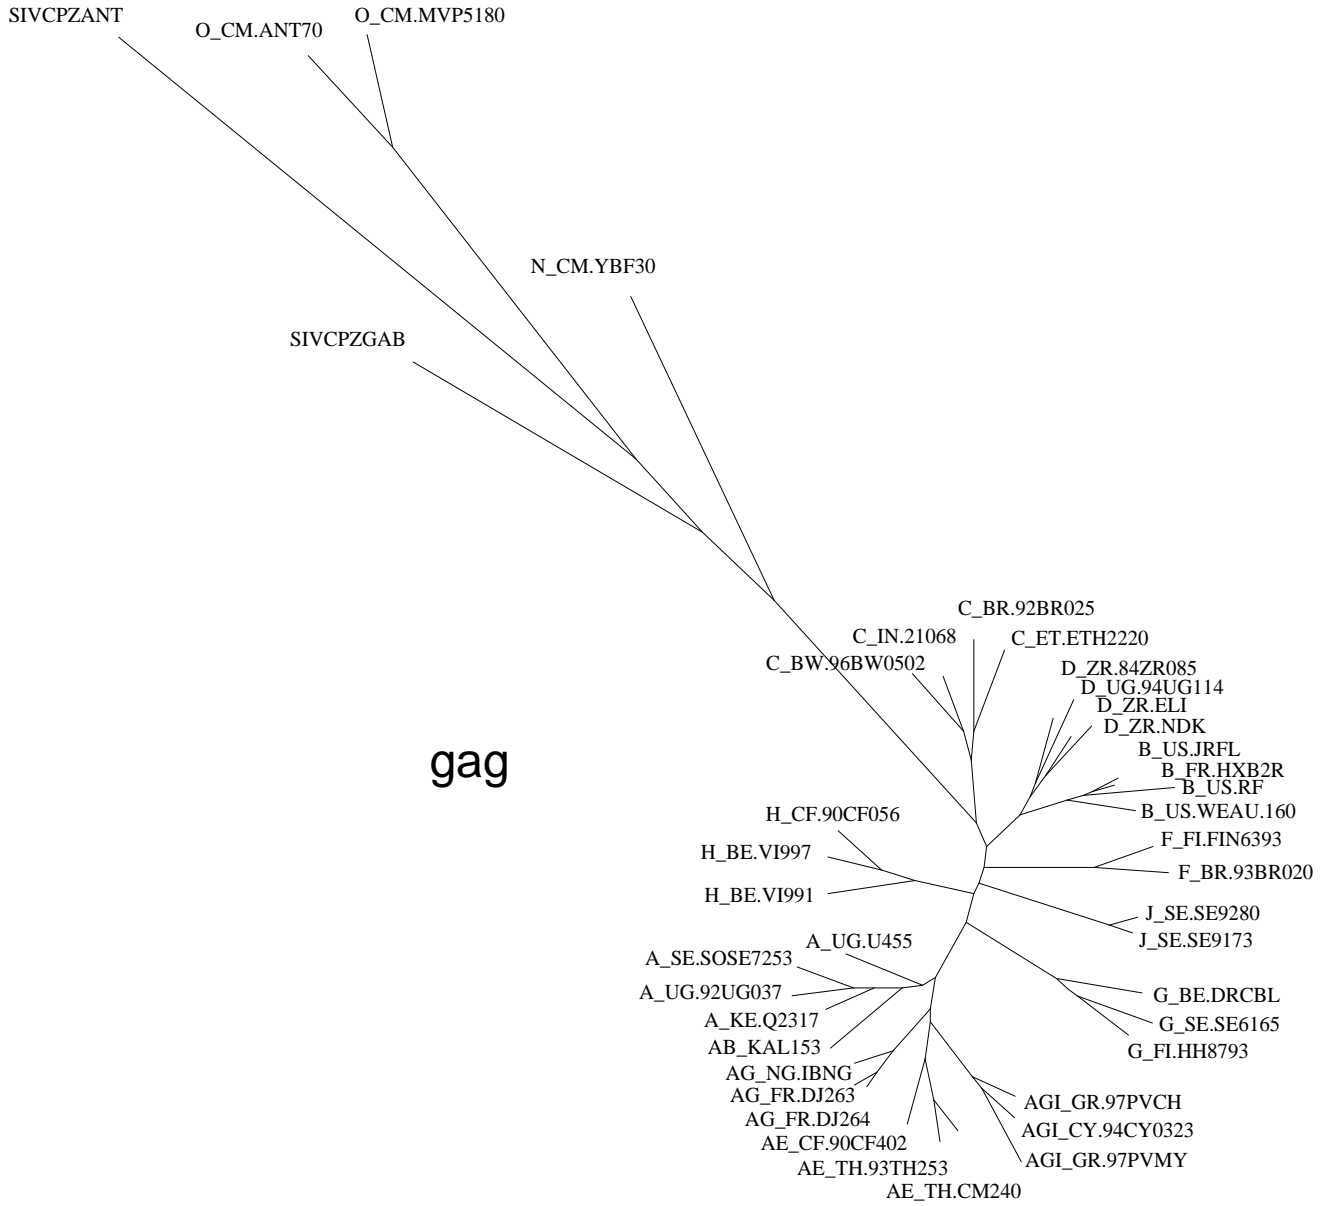 SIVCPZANT
O_CM.ANT70
O_CM.MVP5180
N_CM.YBF30
SIVCPZGAB
C_BR.92BR025
C_IN.21068
C_ET.ETH2220
C_BW.96BW0502
D_ZR.84ZR085
D_UG.94UG114
D_ZR.ELI
D_ZR.NDK
B_US.JRFL
B_FR.HXB2R
B_US.RF
B_US.WEAU.160
gag
H_CF.90CF056
F_FI.FIN6393
H_BE.VI997
F_BR.93BR020
H_BE.VI991
J_SE.SE9280
J_SE.SE9173
A_UG.U455
A_SE.SOSE7253
A_UG.92UG037
G_BE.DRCBL
A_KE.Q2317
G_SE.SE6165
AB_KAL153
G_FI.HH8793
AG_NG.IBNG
AG_FR.DJ263
AGI_GR.97PVCH
AG_FR.DJ264
AGI_CY.94CY0323
AE_CF.90CF402
AGI_GR.97PVMY
AE_TH.93TH253
AE_TH.CM240